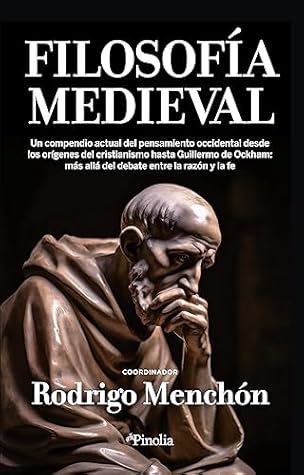 FILOSOFÍA
MEDIEVAL
Un compendio actual del pensamiento occidental desde
los orígenes del cristianismo hasta Guillermo de Ockham:
más allá del debate entre la razón y la fe
COORDINADOR
Rodrigo Menchón
Pinolia